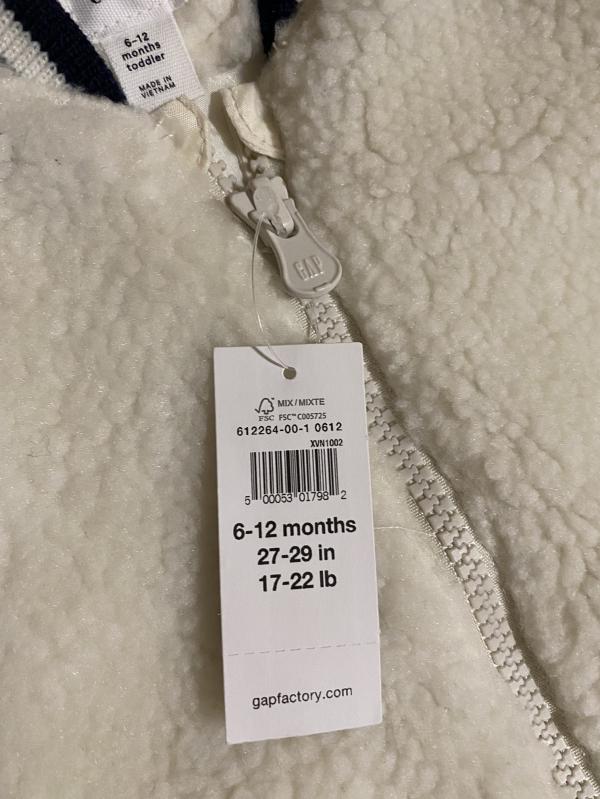 6-12
months
toddler
MADE IN
VIETNAM
GAP
MIX/MIXTE
FSC
FSC™ C005725
612264-00-1 0612
XVN1002
5 00053 01798 2
6-12 months
27-29 in
17-22 lb
gapfactory.com